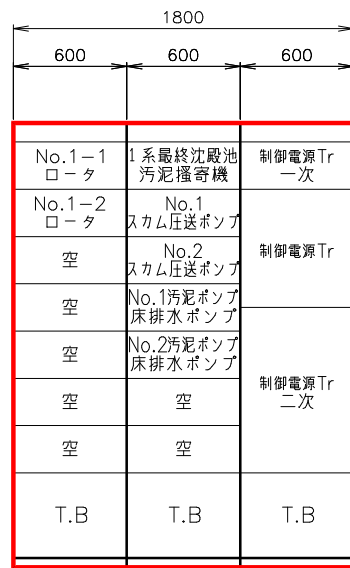 1800
600
600
600
No.1-1
ロータ
1系最終沈殿池
汚泥掻寄機
制御電源Tr
一次
No.1-2
ロータ
No.1
スカム圧送ポンプ
制御電源Tr
空
No.2
スカム圧送ポンプ
空
No.1汚泥ポンプ
床排水ポンプ
空
No.2汚泥ポンプ
床排水ポンプ
制御電源Tr
二次
空
空
空
空
T.B
T.B
T.B